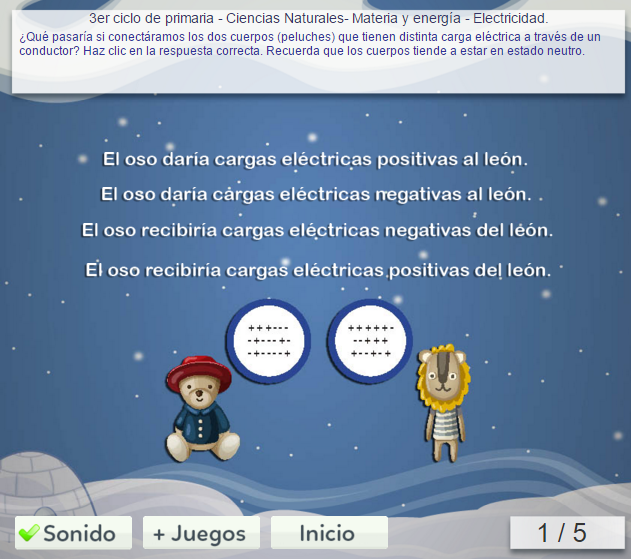 3er ciclo de primaria - Ciencias Naturales- Materia y energía - Electricidad.
¿Qué pasaría si conectáramos los dos cuerpos (peluches) que tienen distinta carga eléctrica a través de un
conductor? Haz clic en la respuesta correcta. Recuerda que los cuerpos tiende a estar en estado neutro.
El oso daría cargas eléctricas positivas al león.
El oso daría cargas eléctricas negativas al león.
El oso recibiría cargas eléctricas negativas del león.
El oso recibiría cargas eléctricas positivas del león.
+++--- +++++-
-+---+- --+++
-+----+ +--+-+
Sonido + Juegos Inicio 1 / 5